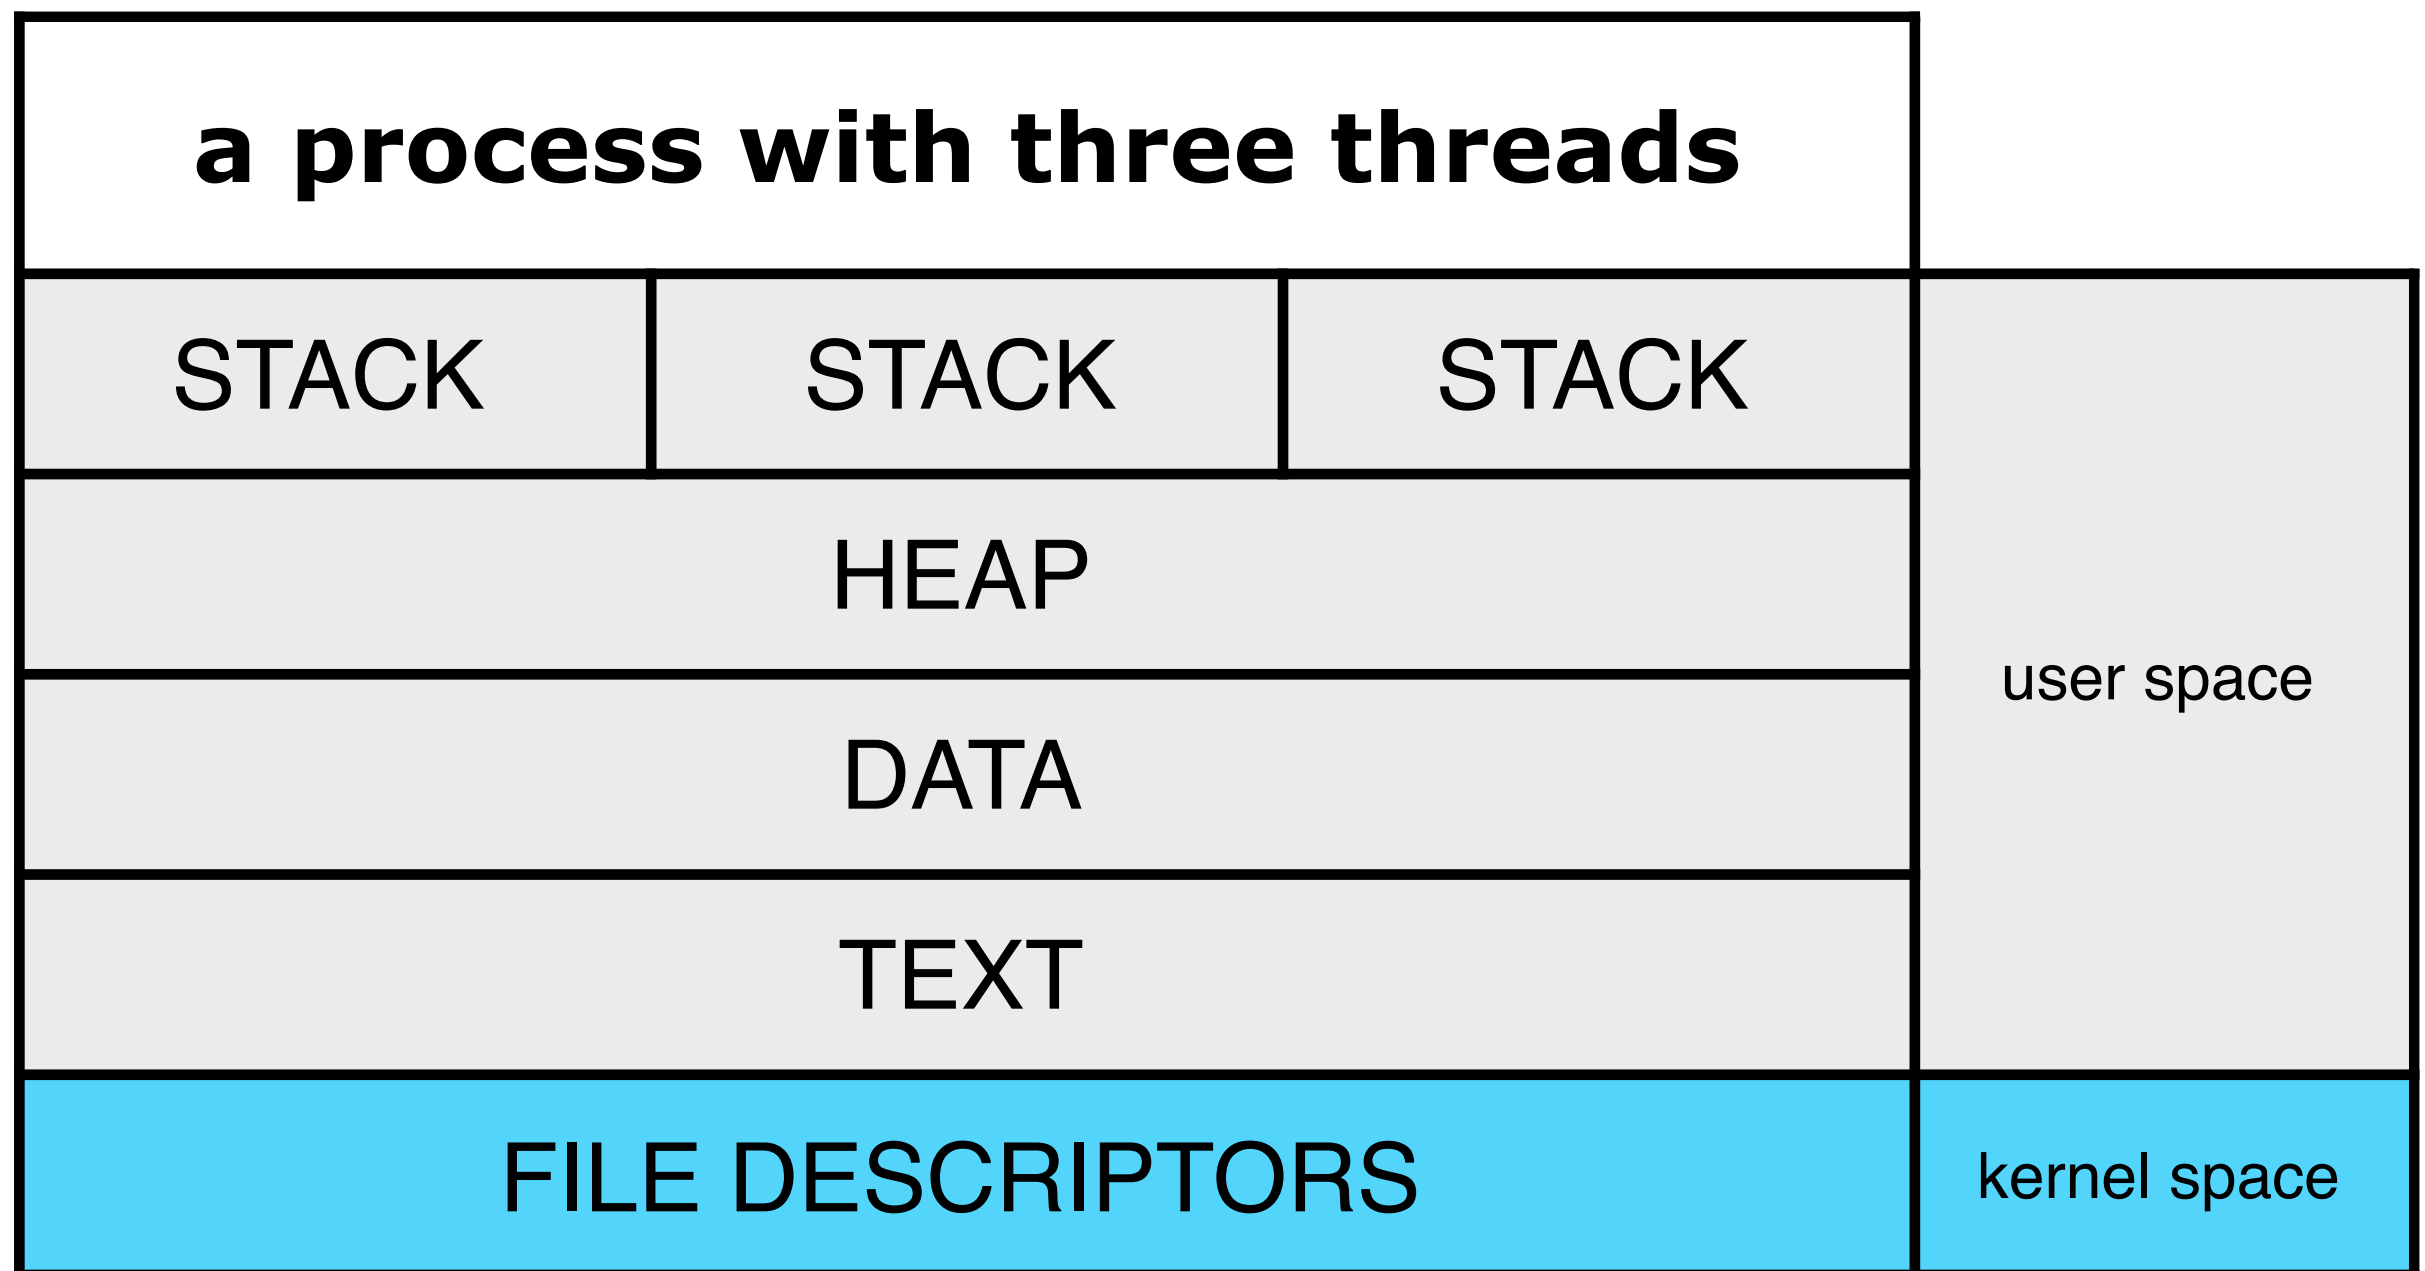 a process with three threads
STACK STACK STACK
HEAP
user space
DATA
TEXT
FILE DESCRIPTORS kernel space